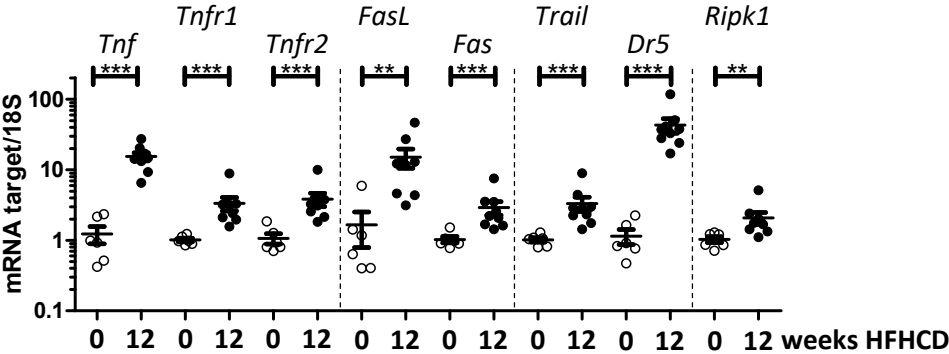 Tnfr1 FasL Trail Ripk1
Tnf Tnfr2 Fas Dr5
*** *** *** ** *** *** *** **
mRNA target/18S
100
10
1
0.1
0 12 0 12 0 12 0 12 0 12 0 12 0 12 0 12 weeks HFHCD